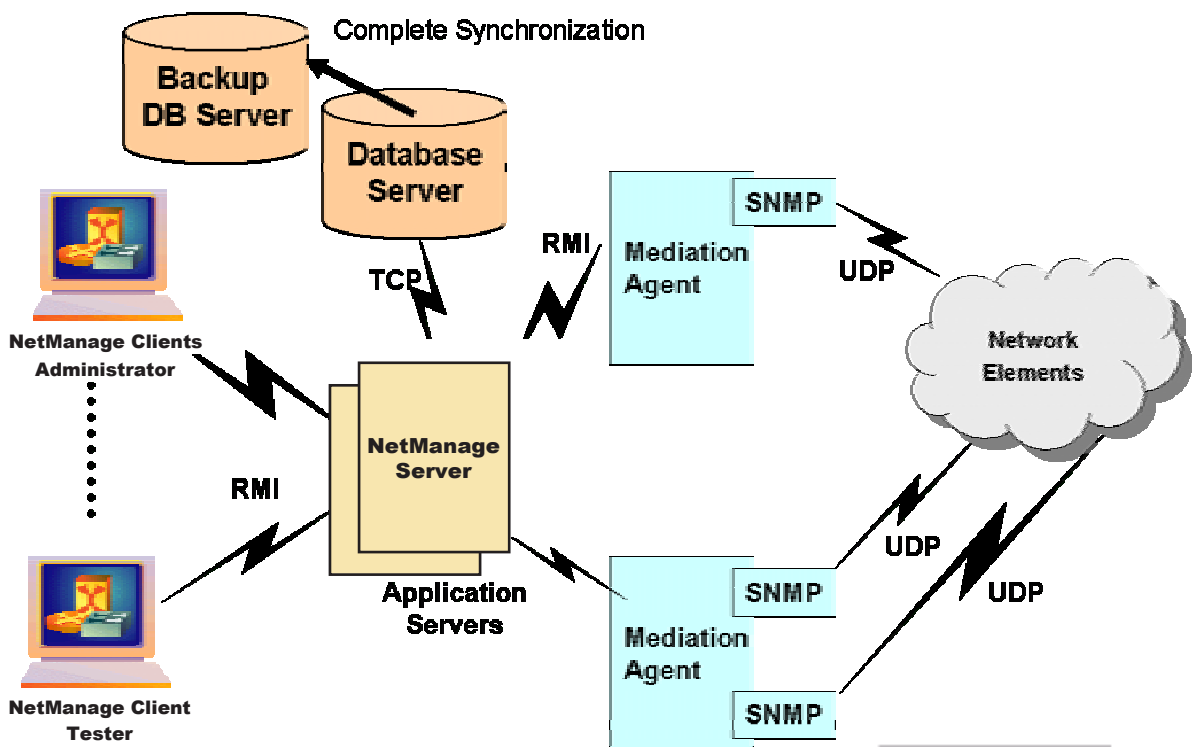 Complete Synchronization
Backup
DB Server
Database
Server
SNMP
RMI
Mediation
Agent
UDP
TCP
Network
Elements
NetManage Clients
Administrator
NetManage
Server
RMI
UDP
UDP
SNMP
Application
Servers
Mediation
Agent
SNMP
NetManage Client
Tester